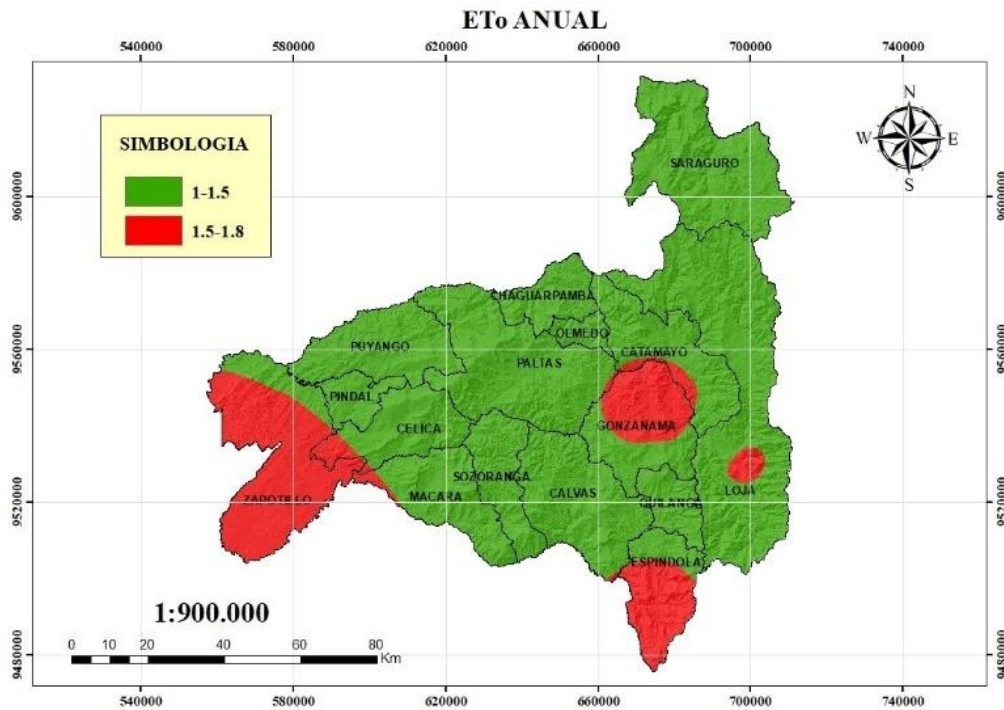 ETo ANUAL
540000 580000 620000 660000 700000 740000
N
W E
S
SIMBOLOGIA
1-1.5
1.5-1.8
SARAGURO
9600000 9600000
CHAGUARPAMBA
OLMEDO
PUYANGO
CATAMAYO
9560000 9560000
PALTAS
PINDAL
CELICA
GONZANAMA
SOZORANGA
ZAPOTILLO MACARA CALVAS LOJA
QUILANGA
9520000 9520000
ESPINDOLA
1:900.000
0 10 20 40 60 80
Km
9480000 9480000
540000 580000 620000 660000 700000 740000